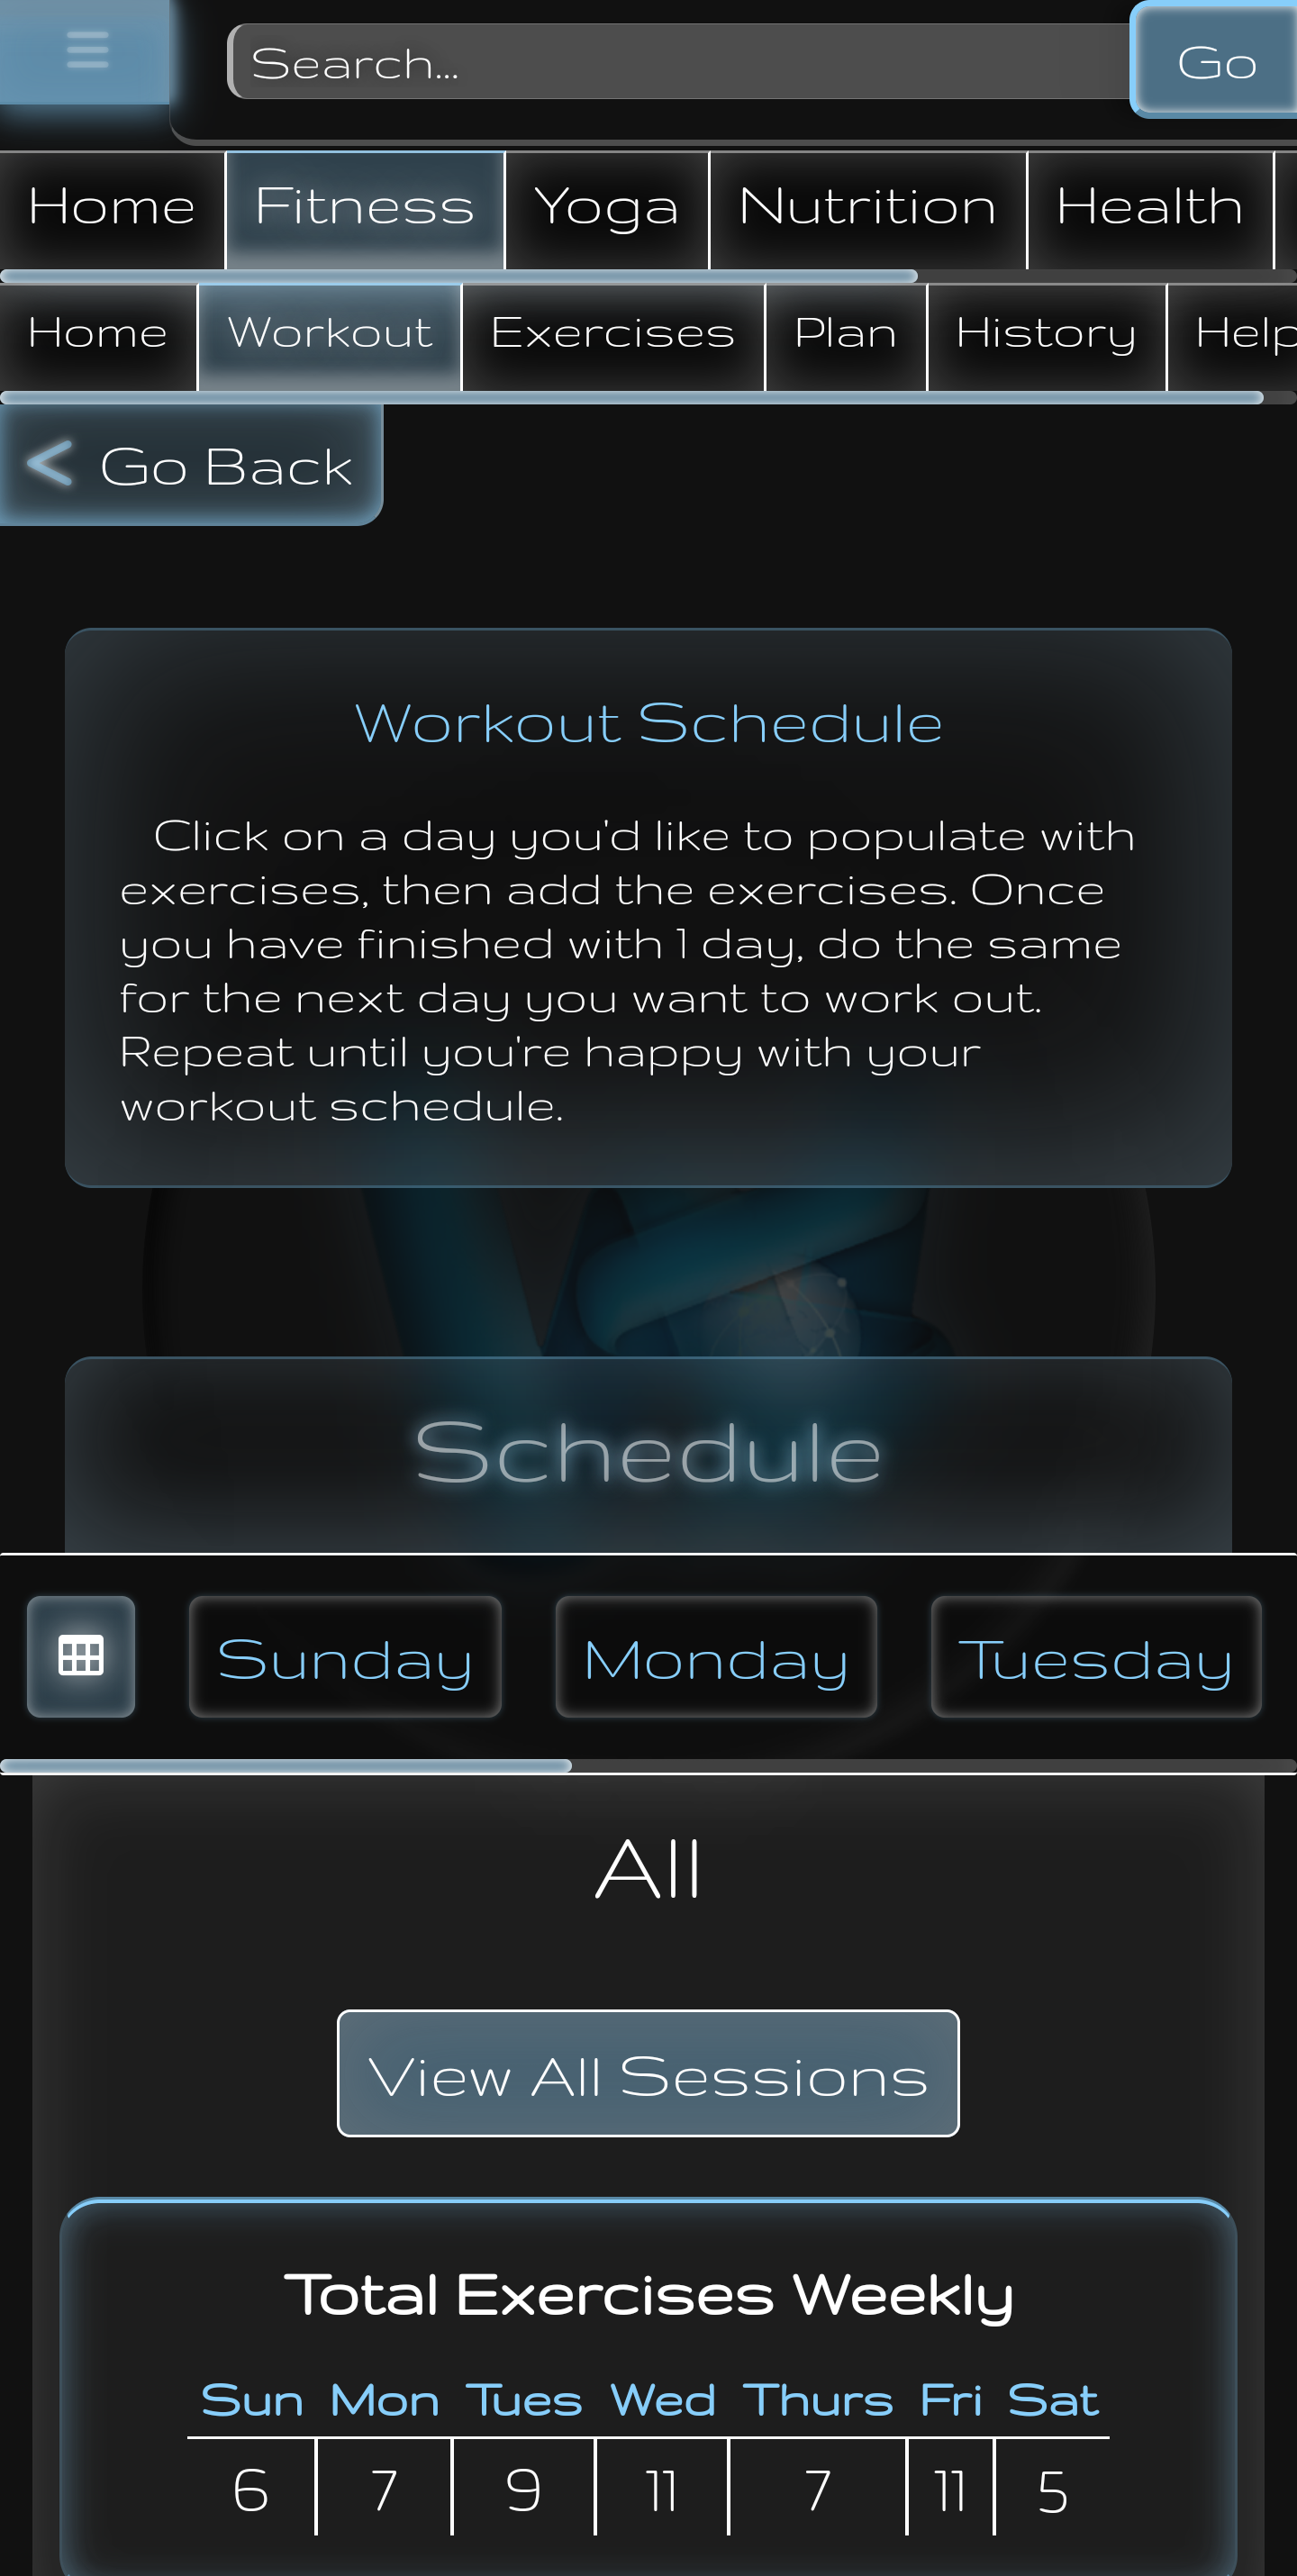 Search...
Go
Home Fitness Yoga Nutrition Health
Home Workout Exercises Plan History Help
< Go Back
Workout Schedule
Click on a day you'd like to populate with
exercises, then add the exercises. Once
you have finished with 1 day, do the same
for the next day you want to work out.
Repeat until you're happy with your
workout schedule.
Schedule
Sunday Monday Tuesday
All
View All Sessions
Total Exercises Weekly
Sun Mon Tues Wed Thurs Fri Sat
6 7 9 11 7 11 5